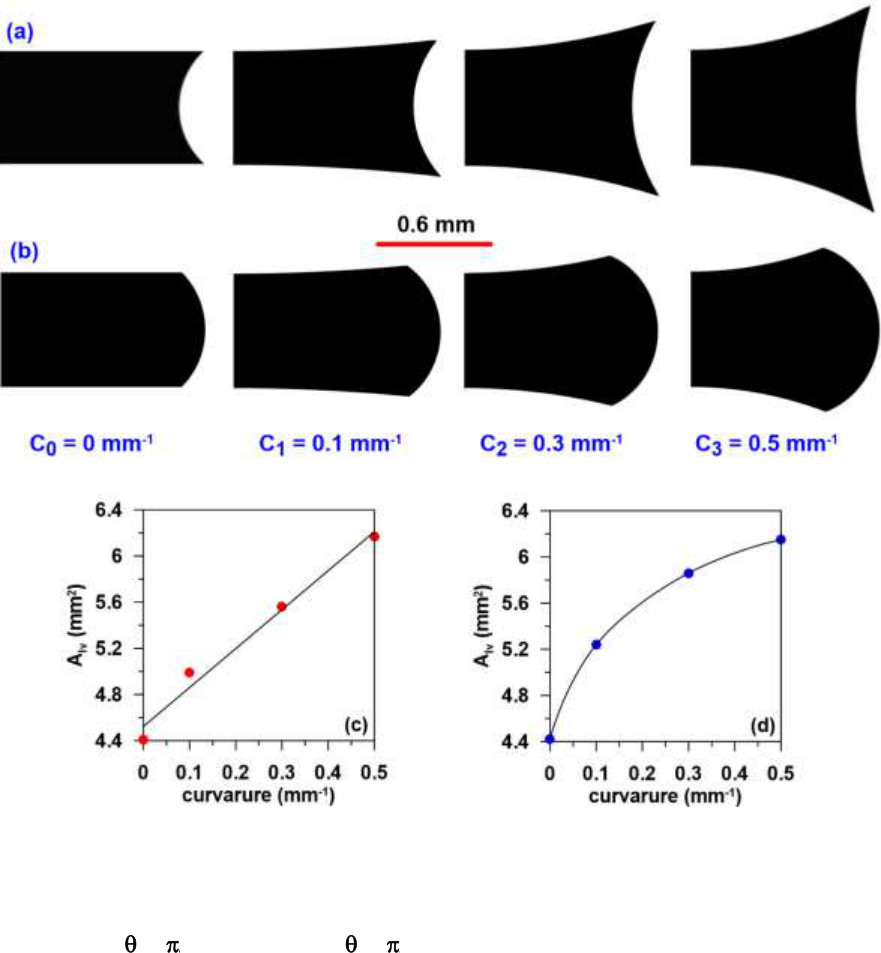 (a)
0.6 mm
(b)
C0 = 0 mm-1 C1 = 0.1 mm-1 C2 = 0.3 mm-1 C3 = 0.5 mm-1
6.4
6
5.6
5.2
4.8
4.4
Alv (mm2)
(c)
0 0.1 0.2 0.3 0.4 0.5
curvarure (mm-1)
6.4
6
5.6
5.2
4.8
4.4
Alv (mm2)
(d)
0 0.1 0.2 0.3 0.4 0.5
curvarure (mm-1)
θ π θ π